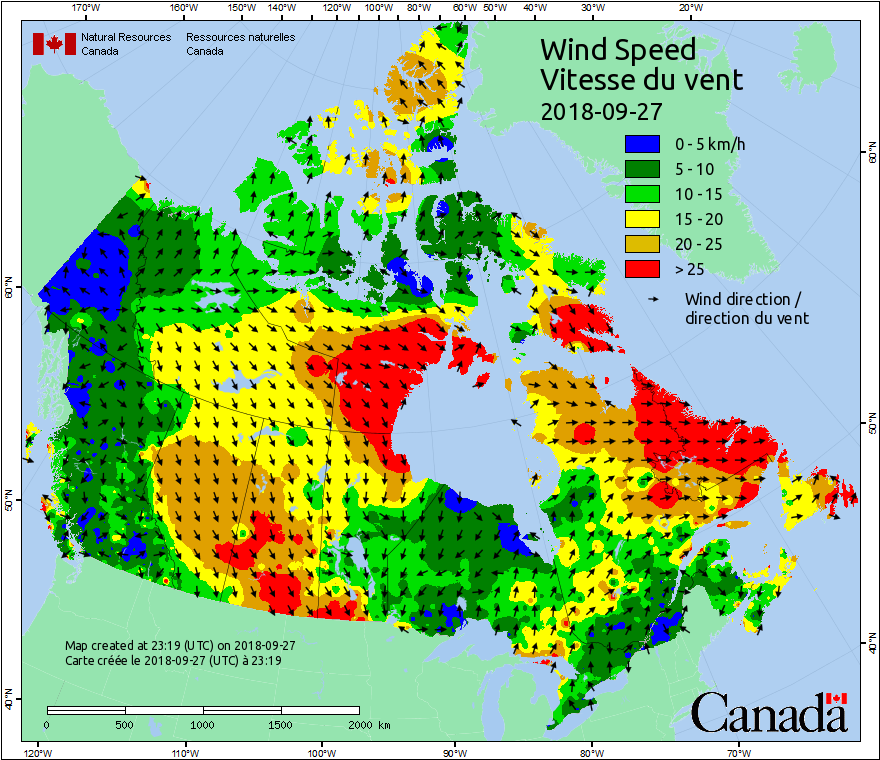 170°W 160°W 150°W 140°W 130°W 120°W 110°W 100°W 80°W 60°W 50°W 40°W 30°W 20°W
Natural Resources Ressources naturelles
Canada Canada
Wind Speed
Vitesse du vent
2018-09-27
0 - 5 km/h
5 - 10
10 - 15
15 - 20
20 - 25
> 25
Wind direction /
direction du vent
60°N
60°N
50°N
50°N
40°N
40°N
Map created at 23:19 (UTC) on 2018-09-27
Carte créée le 2018-09-27 (UTC) à 23:19
0 500 1000 1500 2000 km
Canada
120°W 110°W 100°W 90°W 80°W 70°W